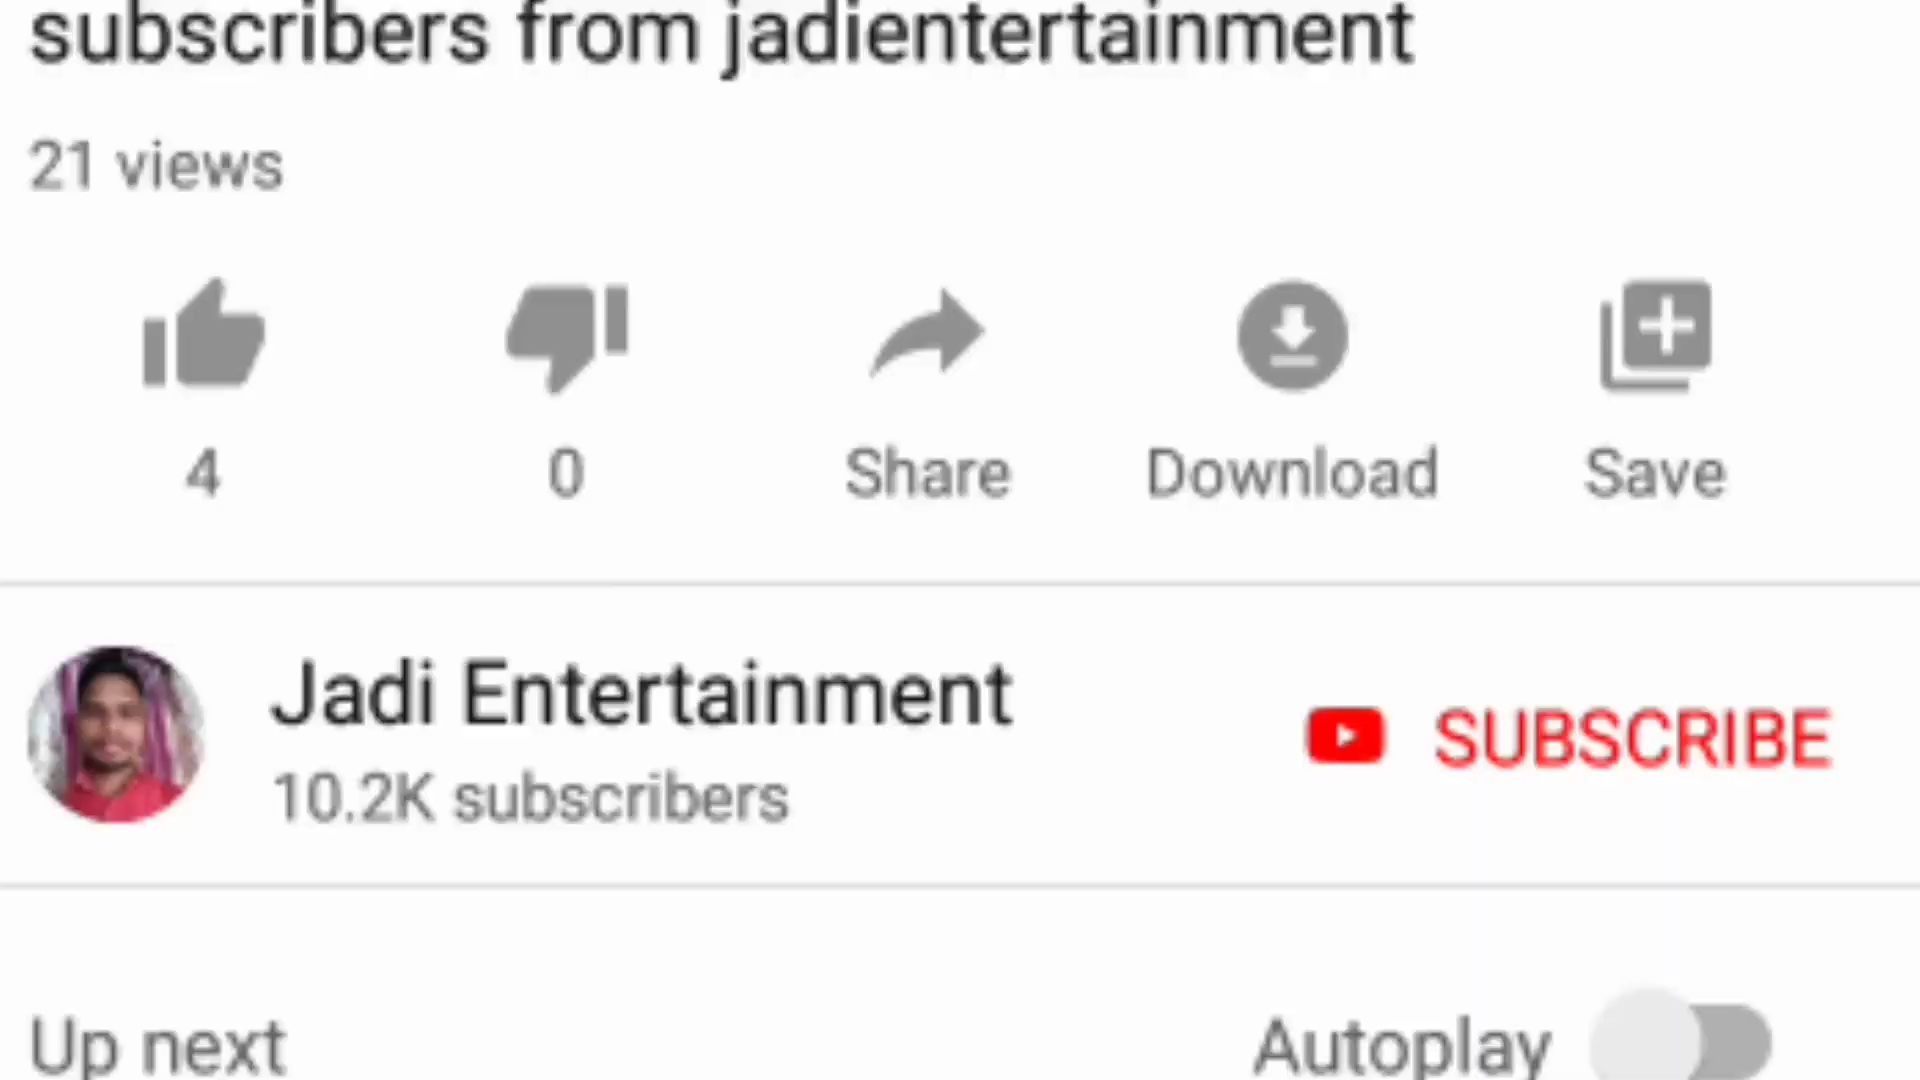 subscribers from jadientertainment
21 views
4 0 Share Download Save
Jadi Entertainment
10.2K subscribers
SUBSCRIBE
Up next Autoplay